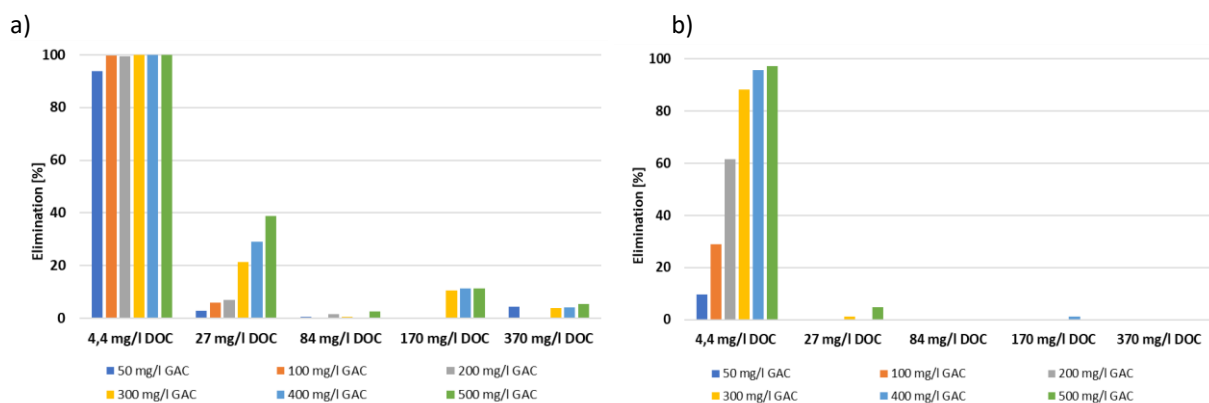 a)
100
80
60
40
20
0
Elimination [%]
4,4 mg/l DOC 27 mg/l DOC 84 mg/l DOC 170 mg/l DOC 370 mg/l DOC
50 mg/l GAC 100 mg/l GAC 200 mg/l GAC
300 mg/l GAC 400 mg/l GAC 500 mg/l GAC
b)
100
80
60
40
20
0
Elimination [%]
4,4 mg/l DOC 27 mg/l DOC 84 mg/l DOC 170 mg/l DOC 370 mg/l DOC
50 mg/l GAC 100 mg/l GAC 200 mg/l GAC
300 mg/l GAC 400 mg/l GAC 500 mg/l GAC